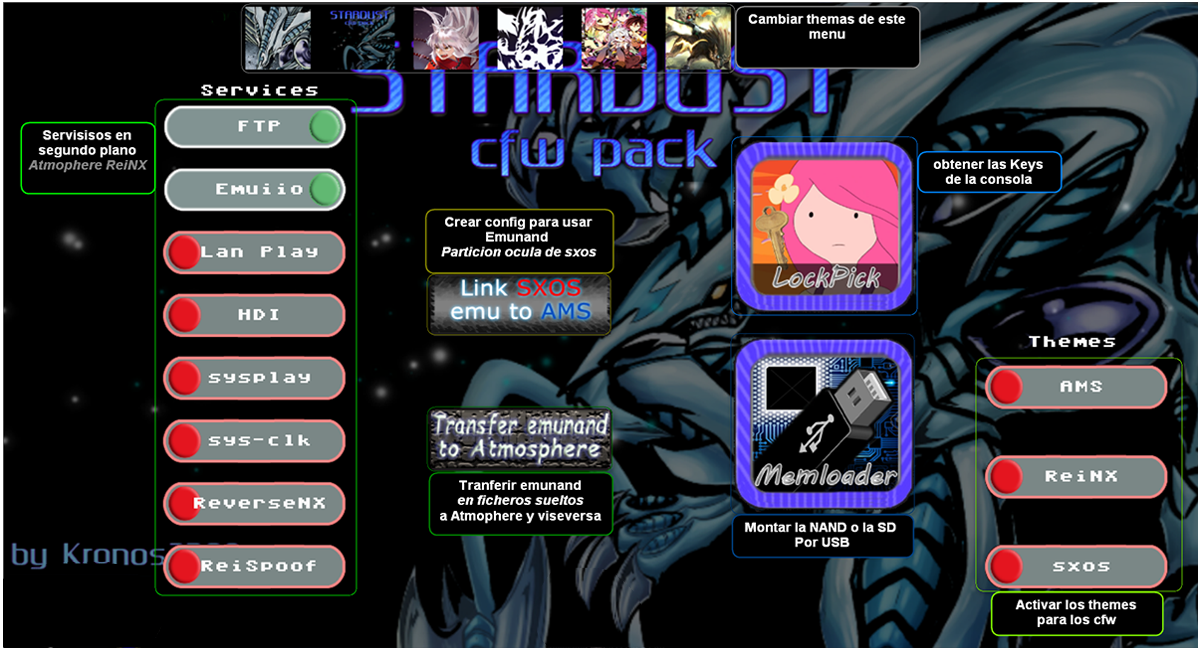 STARDUST
Cambiar themas de este
menu
STARDUST
cfw pack
Services
FTP
Emuiio
Lan Play
HDI
sysplay
sys-clk
ReverseNX
ReiSpoof
Servisisos en
segundo plano
Atmophere ReiNX
Crear config para usar
Emunand
Particion ocula de sxos
Link SXOS
emu to AMS
Transfer emunand
to Atmosphere
Tranferir emunand
en ficheros sueltos
a Atmophere y viseversa
LockPick
obtener las Keys
de la consola
Memloader
Montar la NAND o la SD
Por USB
Themes
AMS
ReiNX
sxos
Activar los themes
para los cfw
by Kronos